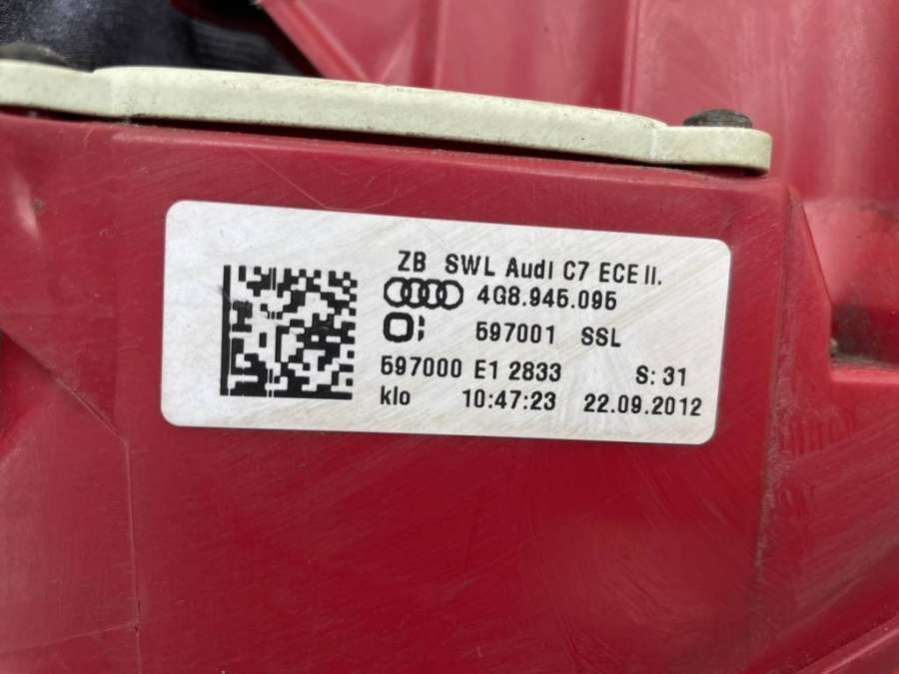 ZB SWL Audi C7 ECE II.
4G8.945.095
597001 SSL
597000 E1 2833 S: 31
klo 10:47:23 22.09.2012